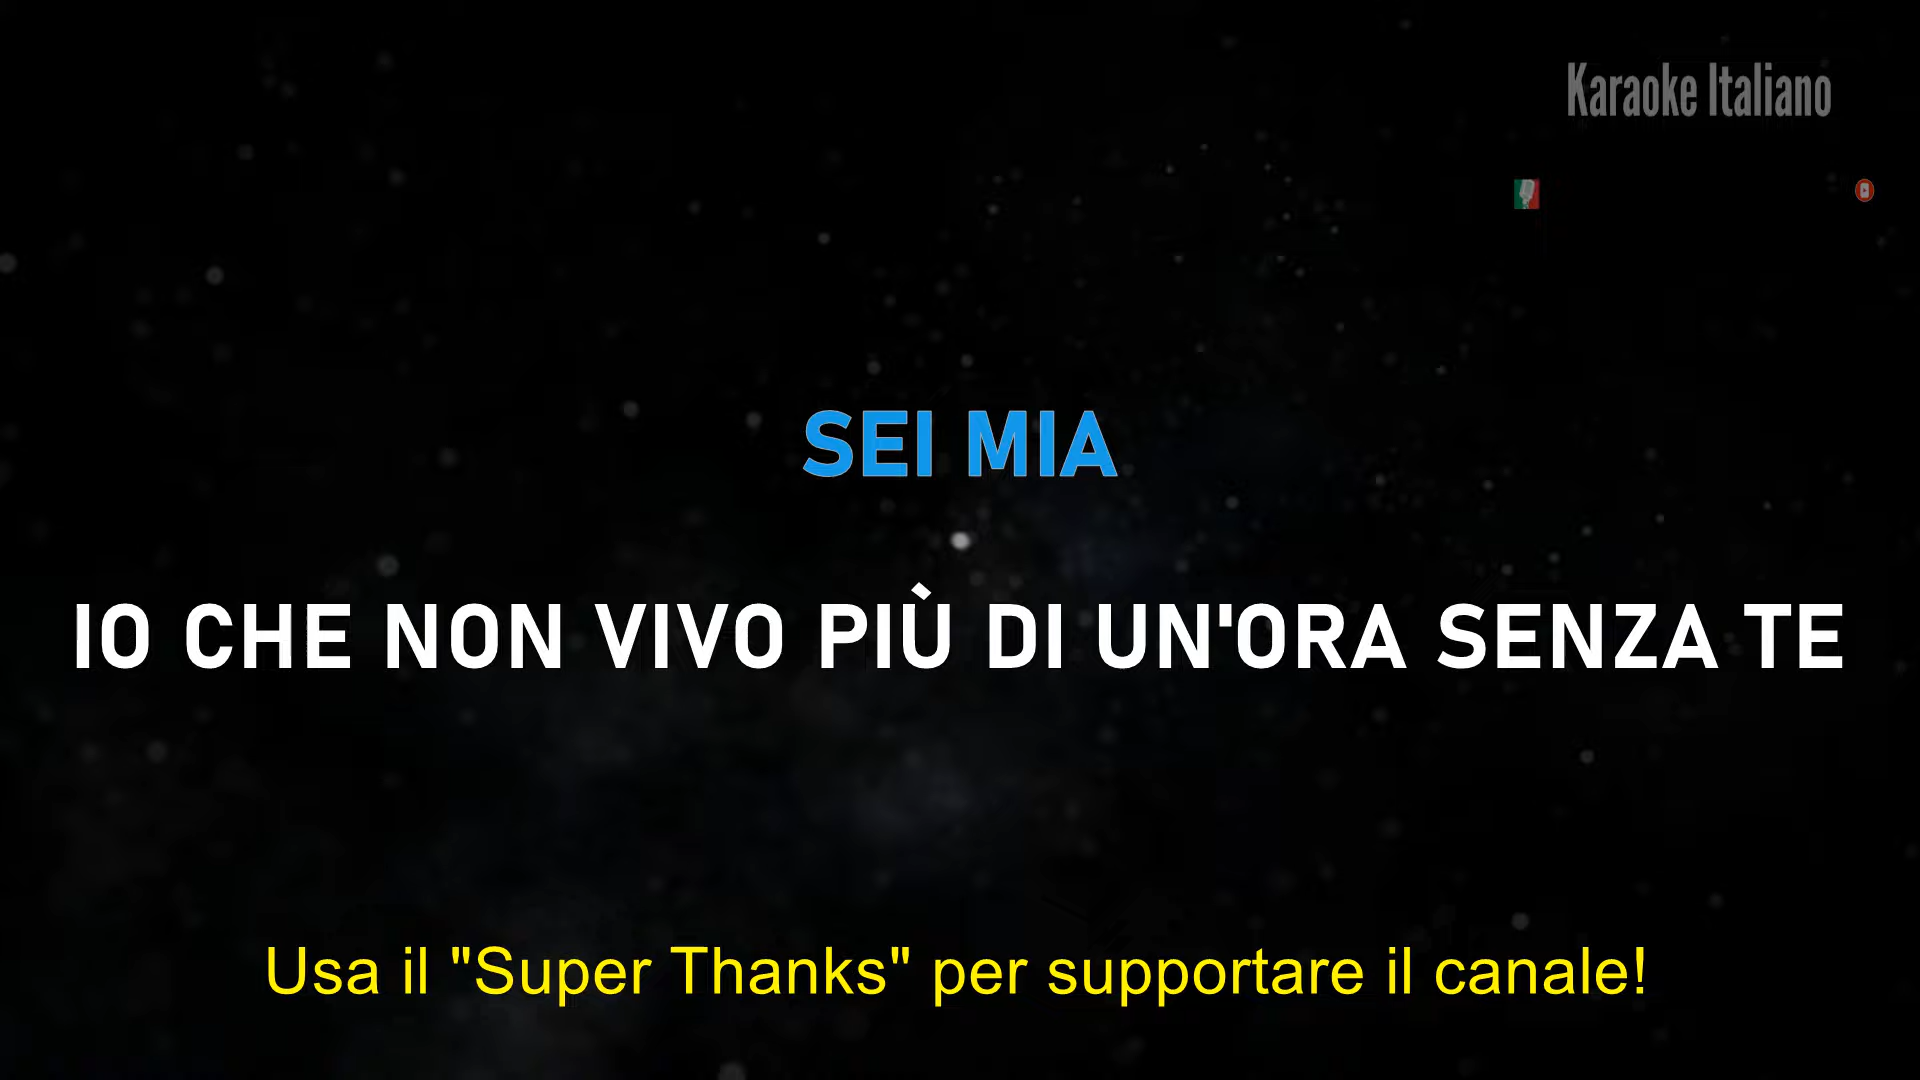 Karaoke Italiano
SEI MIA
IO CHE NON VIVO PIÙ DI UN'ORA SENZA TE
Usa il "Super Thanks" per supportare il canale!